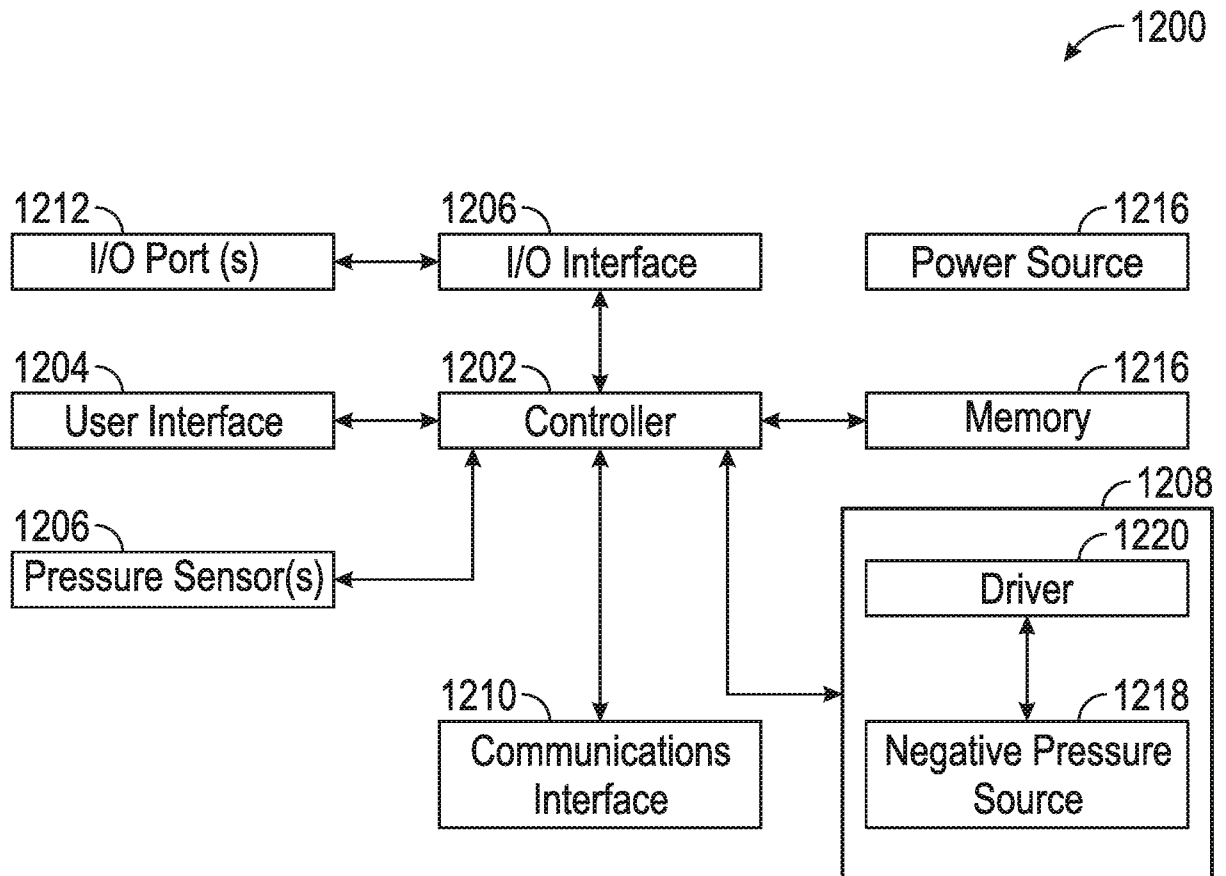 1200
1212
I/O Port (s)
1206
I/O Interface
1216
Power Source
1204
User Interface
1202
Controller
1216
Memory
1206
Pressure Sensor(s)
1208
1220
Driver
1210
Communications
Interface
1218
Negative Pressure
Source